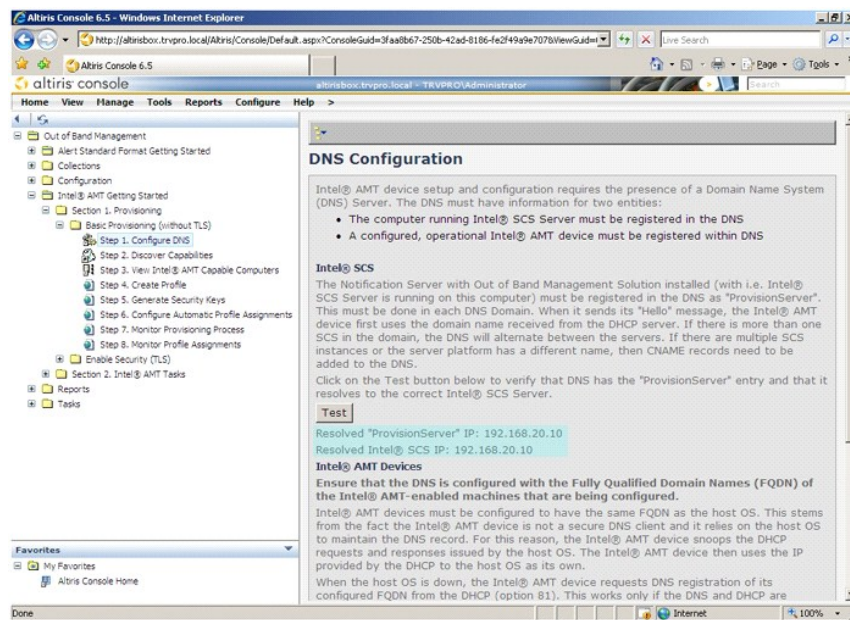 Altiris Console 6.5 - Windows Internet Explorer
http://altirisbox.trvpro.local/Altiris/Console/Default.aspx?ConsoleGuid=3faa8b67-250b-42ad-8186-fe2f49a9e707&ViewGuid=
Live Search
Altiris Console 6.5
Page
Tools
altiris console
altirisbox.trvpro.local - TRVPRO\Administrator
Search
Home View Manage Tools Reports Configure Help >
Out of Band Management
Alert Standard Format Getting Started
Collections
Configuration
Intel® AMT Getting Started
Section 1. Provisioning
Basic Provisioning (without TLS)
Step 1. Configure DNS
Step 2. Discover Capabilities
Step 3. View Intel® AMT Capable Computers
Step 4. Create Profile
Step 5. Generate Security Keys
Step 6. Configure Automatic Profile Assignments
Step 7. Monitor Provisioning Process
Step 8. Monitor Profile Assignments
Enable Security (TLS)
Section 2. Intel® AMT Tasks
Reports
Tasks
Favorites
My Favorites
Altiris Console Home
DNS Configuration
Intel® AMT device setup and configuration requires the presence of a Domain Name System
(DNS) Server. The DNS must have information for two entities:
• The computer running Intel® SCS Server must be registered in the DNS
• A configured, operational Intel® AMT device must be registered within DNS
Intel® SCS
The Notification Server with Out of Band Management Solution installed (with i.e. Intel®
SCS Server is running on this computer) must be registered in the DNS as "ProvisionServer".
This must be done in each DNS Domain. When it sends its "Hello" message, the Intel® AMT
device first uses the domain name received from the DHCP server. If there is more than one
SCS in the domain, the DNS will alternate between the servers. If there are multiple SCS
instances or the server platform has a different name, then CNAME records need to be
added to the DNS.
Click on the Test button below to verify that DNS has the "ProvisionServer" entry and that it
resolves to the correct Intel® SCS Server.
Test
Resolved "ProvisionServer" IP: 192.168.20.10
Resolved Intel® SCS IP: 192.168.20.10
Intel® AMT Devices
Ensure that the DNS is configured with the Fully Qualified Domain Names (FQDN) of
the Intel® AMT-enabled machines that are being configured.
Intel® AMT devices must be configured to have the same FQDN as the host OS. This stems
from the fact the Intel® AMT device is not a secure DNS client and it relies on the host OS
to maintain the DNS record. For this reason, the Intel® AMT device snoops the DHCP
requests and responses issued by the host OS. The Intel® AMT device then uses the IP
provided by the DHCP to the host OS as its own.
When the host OS is down, the Intel® AMT device requests DNS registration of its
configured FQDN from the DHCP (option 81). This works only if the DNS and DHCP are
Done
Internet
100%